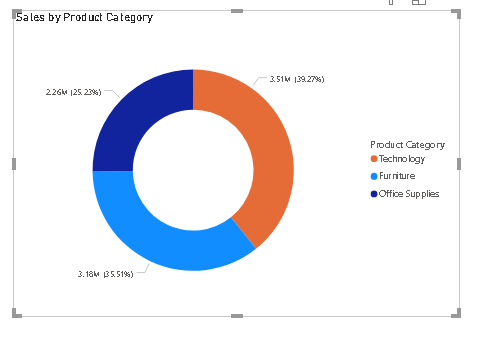 Sales by Product Category
3.51M (39.27%)
2.26M (25.23%)
Product Category
Technology
Furniture
Office Supplies
3.18M (35.51%)